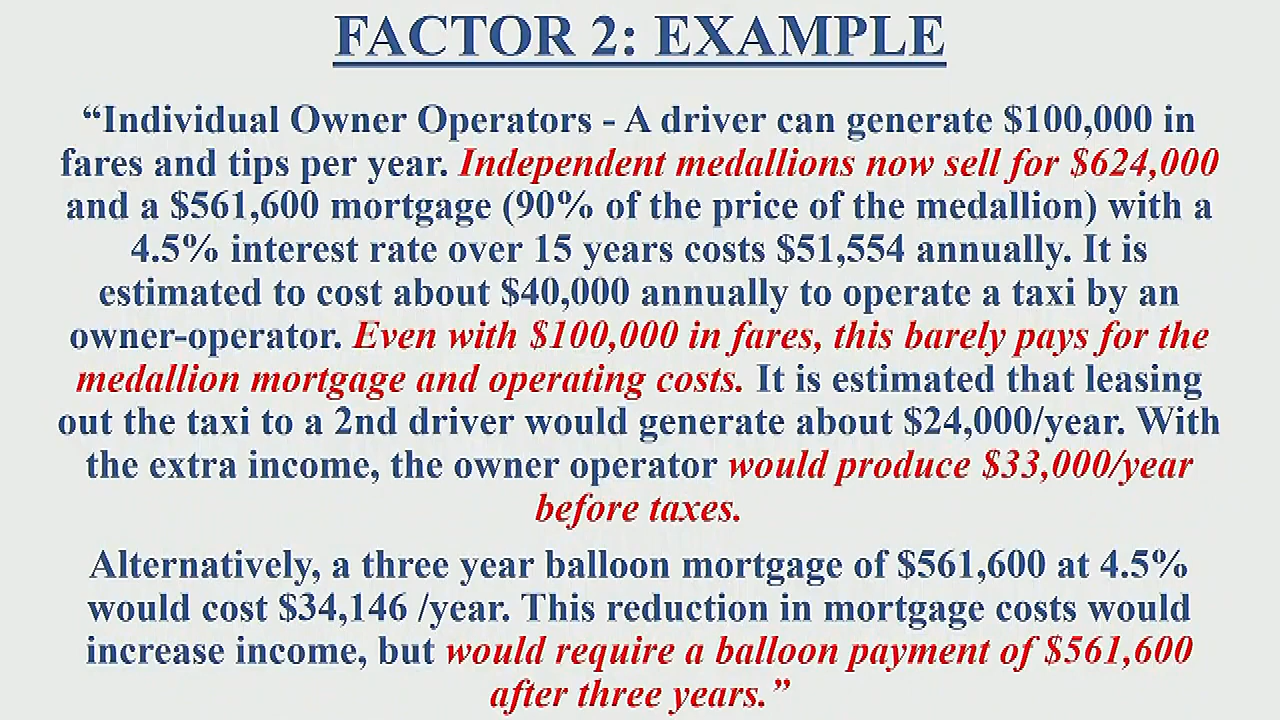 FACTOR 2: EXAMPLE
“Individual Owner Operators - A driver can generate $100,000 in
fares and tips per year. Independent medallions now sell for $624,000
and a $561,600 mortgage (90% of the price of the medallion) with a
4.5% interest rate over 15 years costs $51,554 annually. It is
estimated to cost about $40,000 annually to operate a taxi by an
owner-operator. Even with $100,000 in fares, this barely pays for the
medallion mortgage and operating costs. It is estimated that leasing
out the taxi to a 2nd driver would generate about $24,000/year. With
the extra income, the owner operator would produce $33,000/year
before taxes.
Alternatively, a three year balloon mortgage of $561,600 at 4.5%
would cost $34,146 /year. This reduction in mortgage costs would
increase income, but would require a balloon payment of $561,600
after three years.”